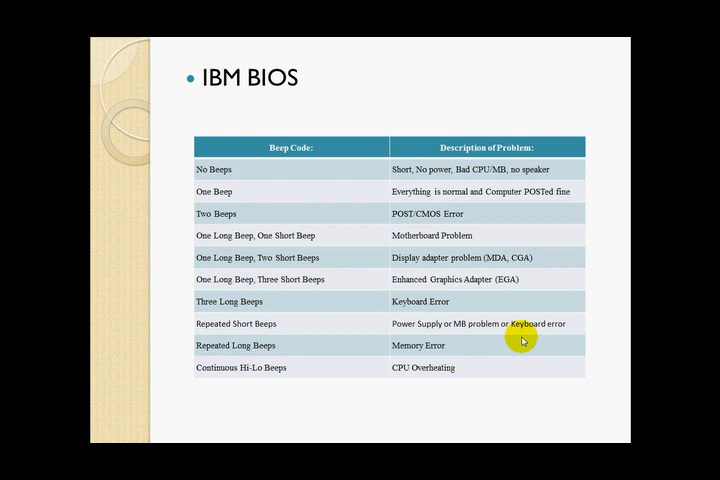 • IBM BIOS
Beep Code: Description of Problem:
No Beeps Short, No power, Bad CPU/MB, no speaker
One Beep Everything is normal and Computer POSTed fine
Two Beeps POST/CMOS Error
One Long Beep, One Short Beep Motherboard Problem
One Long Beep, Two Short Beeps Display adapter problem (MDA, CGA)
One Long Beep, Three Short Beeps Enhanced Graphics Adapter (EGA)
Three Long Beeps Keyboard Error
Repeated Short Beeps Power Supply or MB problem or Keyboard error
Repeated Long Beeps Memory Error
Continuous Hi-Lo Beeps CPU Overheating